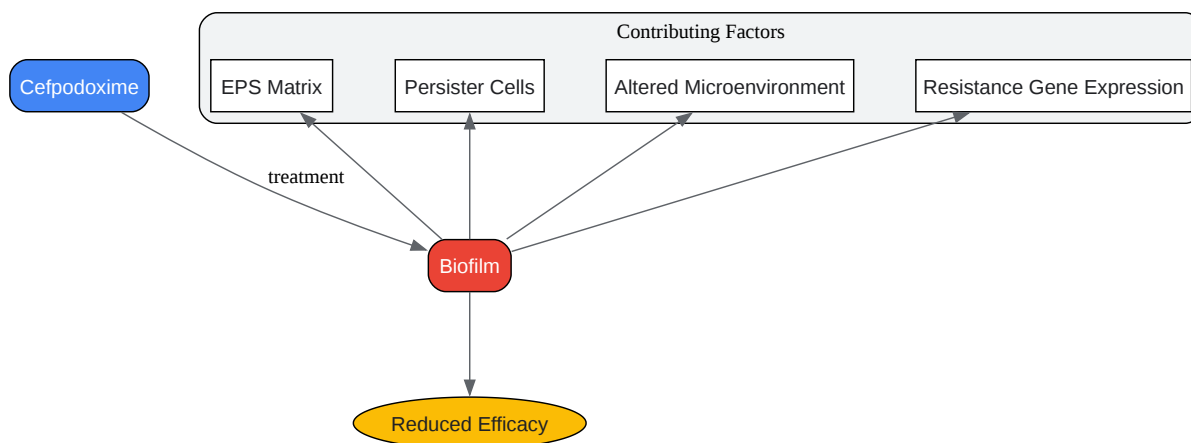 Contributing Factors
Cefpodoxime
EPS Matrix
Persister Cells
Altered Microenvironment
Resistance Gene Expression
treatment
Biofilm
Reduced Efficacy